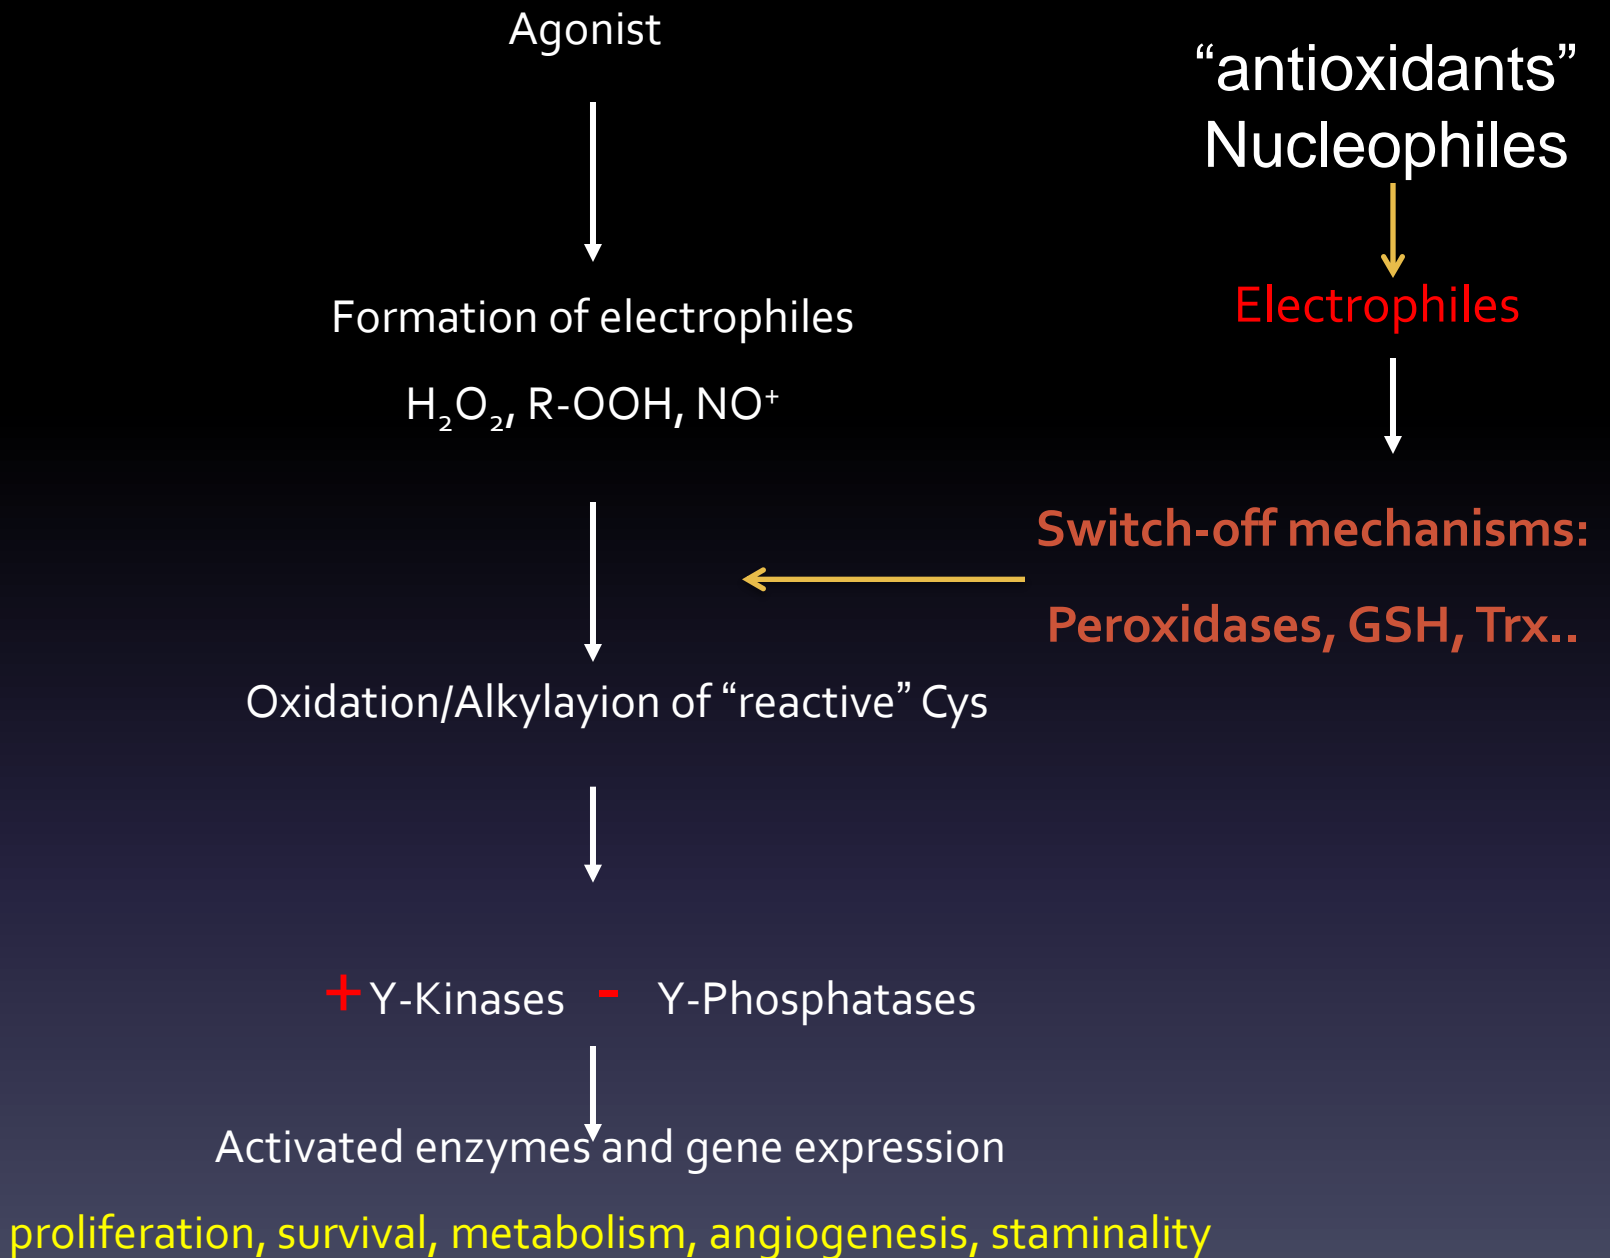 Agonist
“antioxidants”
Nucleophiles
Electrophiles
Formation of electrophiles
H₂O₂, R-OOH, NO⁺
Switch-off mechanisms:
Peroxidases, GSH, Trx..
Oxidation/Alkylayion of “reactive” Cys
+ Y-Kinases - Y-Phosphatases
Activated enzymes and gene expression
proliferation, survival, metabolism, angiogenesis, staminality